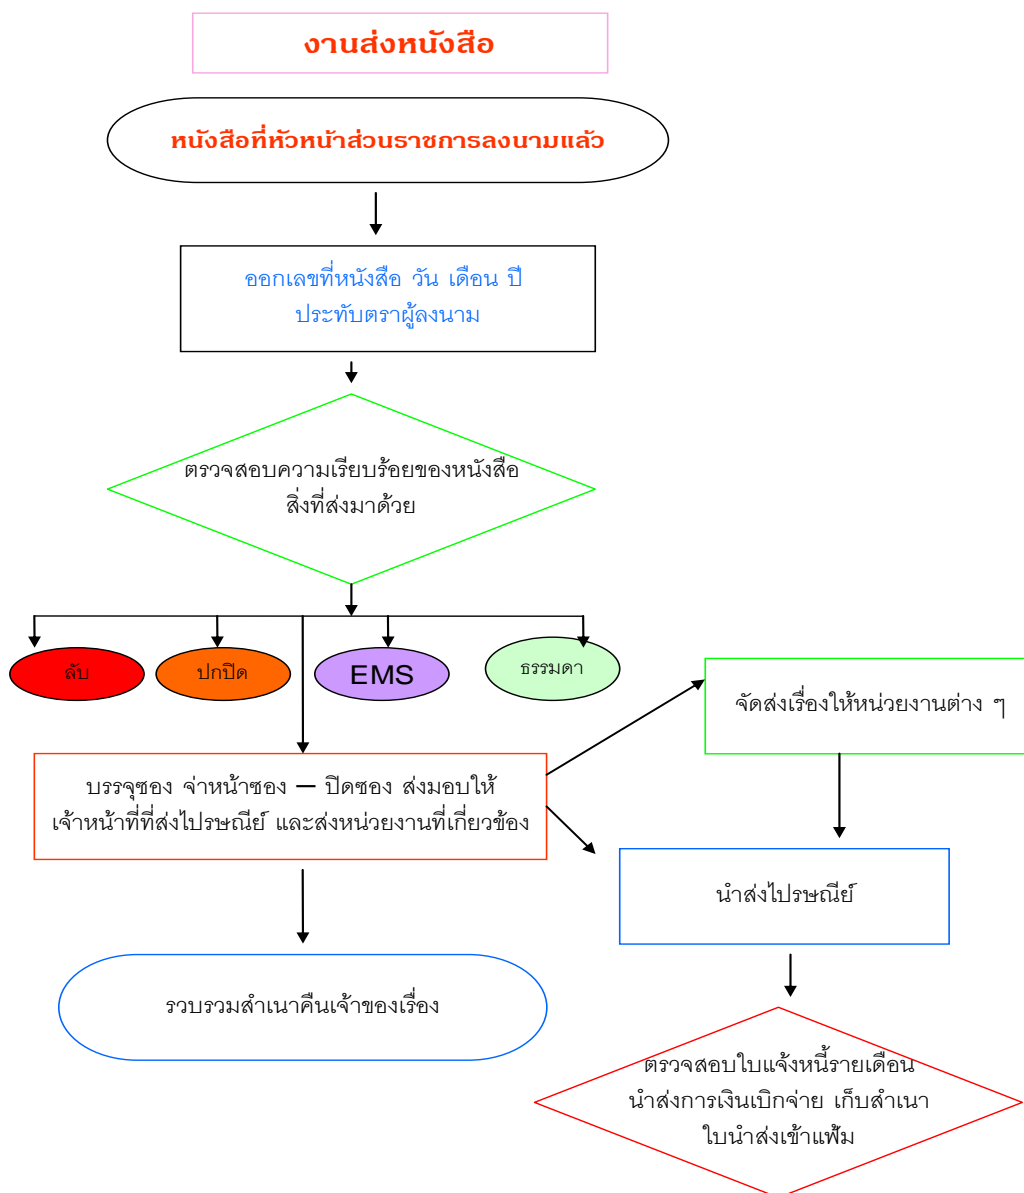 งานส่งหนังสือ
หนังสือที่หัวหน้าส่วนราชการลงนามแล้ว
ออกเลขที่หนังสือ วัน เดือน ปี
ประทับตราผู้ลงนาม
ตรวจสอบความเรียบร้อยของหนังสือ
สิ่งที่ส่งมาด้วย
ลับ
ปกปิด
EMS
ธรรมดา
จัดส่งเรื่องให้หน่วยงานต่าง ๆ
บรรจุซอง จ่าหน้าซอง — ปิดซอง ส่งมอบให้
เจ้าหน้าที่ที่ส่งไปรษณีย์ และส่งหน่วยงานที่เกี่ยวข้อง
นำส่งไปรษณีย์
รวบรวมสำเนาคืนเจ้าของเรื่อง
ตรวจสอบใบแจ้งหนี้รายเดือน
นำส่งการเงินเบิกจ่าย เก็บสำเนา
ใบนำส่งเข้าแฟ้ม